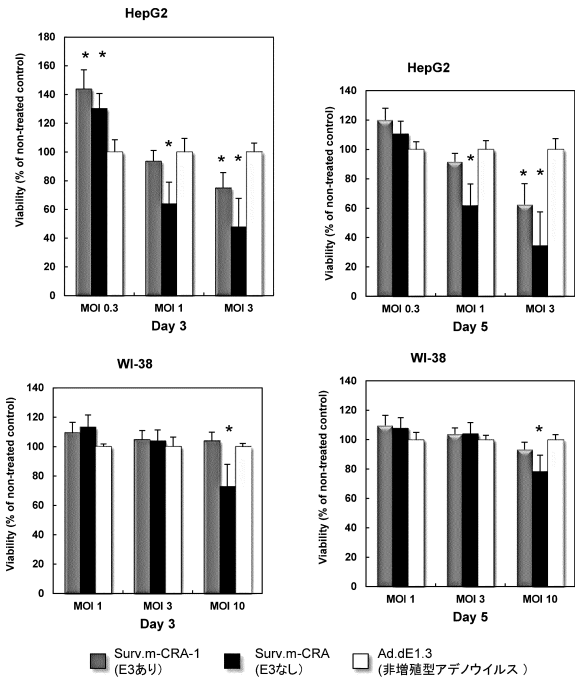 HepG2
Viability (% of non-treated control)
180
160
140
120
100
80
60
40
20
0
* *
*
* *
MOI 0.3 MOI 1 MOI 3
Day 3
HepG2
Viability (% of non-treated control)
140
120
100
80
60
40
20
0
*
* *
MOI 0.3 MOI 1 MOI 3
Day 5
WI-38
Viability (% of non-treated control)
140
120
100
80
60
40
20
0
*
MOI 1 MOI 3 MOI 10
Day 3
WI-38
Viability (% of non-treated control)
140
120
100
80
60
40
20
0
*
MOI 1 MOI 3 MOI 10
Day 5
Surv.m-CRA-1
(E3あり)
Surv.m-CRA
(E3なし)
Ad.dE1.3
(非増殖型アデノウイルス )